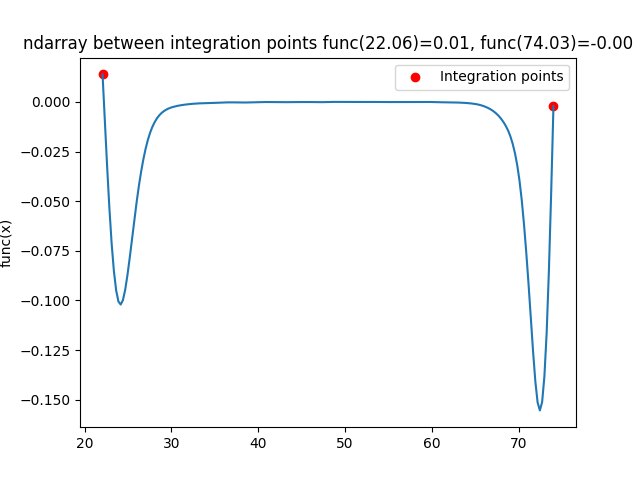 ndarray between integration points func(22.06)=0.01, func(74.03)=-0.00
Integration points
0.000
−0.025
−0.050
−0.075
−0.100
−0.125
−0.150
func(x)
20 30 40 50 60 70